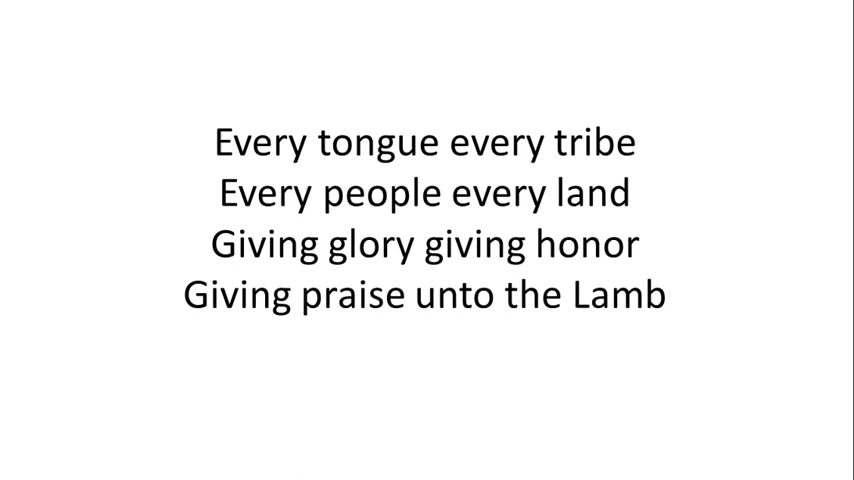 Every tongue every tribe
Every people every land
Giving glory giving honor
Giving praise unto the Lamb